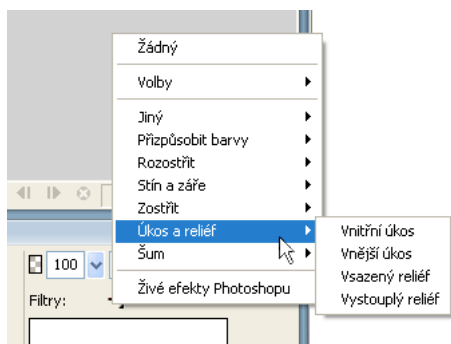 Žádný
Volby
Jiný
Přizpůsobit barvy
Rozostřit
Stín a záře
Zostřit
Úkos a reliéf
Šum
Živé efekty Photoshopu
Vnitřní úkos
Vnější úkos
Vsazený reliéf
Vystouplý reliéf
100
Filtry: